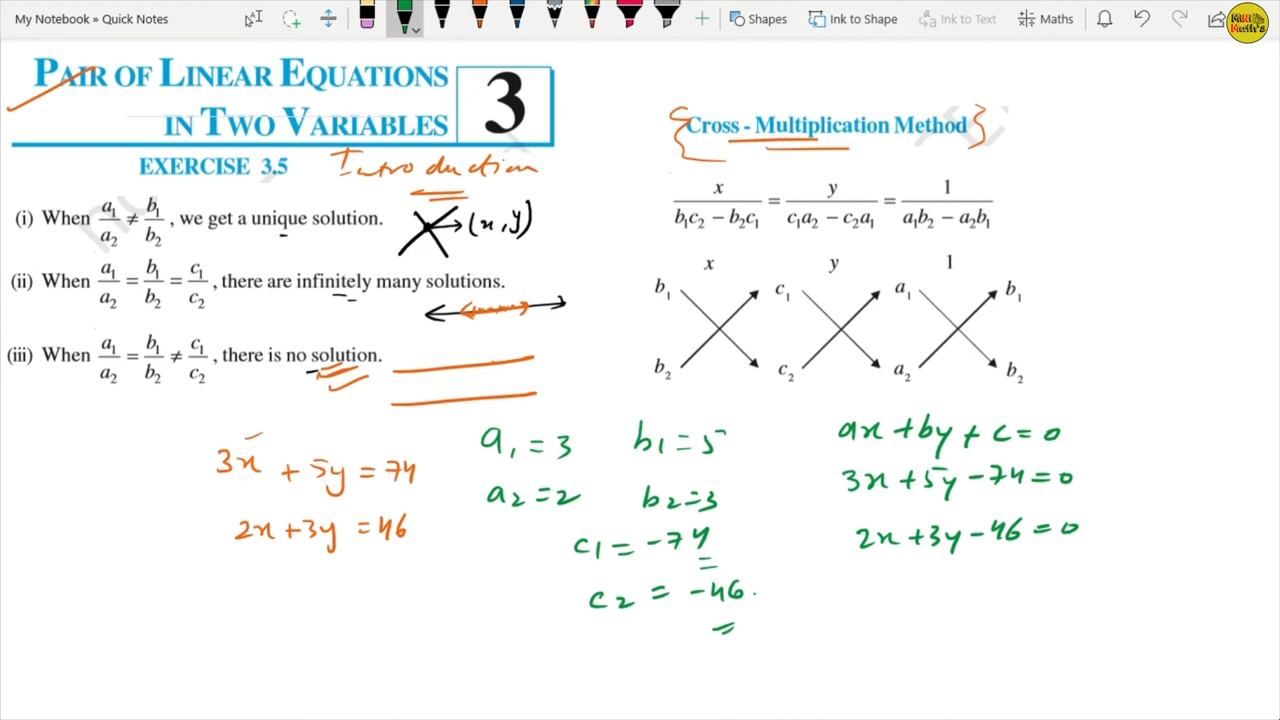 My Notebook » Quick Notes
Shapes
Ink to Shape
Ink to Text
Maths
MiNi Math's
PAIR OF LINEAR EQUATIONS
IN TWO VARIABLES
3
EXERCISE 3.5 Introduction
(i) When a₁/a₂ ≠ b₁/b₂, we get a unique solution. (x, y)
(ii) When a₁/a₂ = b₁/b₂ = c₁/c₂, there are infinitely many solutions.
(iii) When a₁/a₂ = b₁/b₂ ≠ c₁/c₂, there is no solution.
Cross - Multiplication Method
x/(b₁c₂ – b₂c₁) = y/(c₁a₂ – c₂a₁) = 1/(a₁b₂ – a₂b₁)
x y 1
b₁ c₁ a₁ b₁
b₂ c₂ a₂ b₂
3x + 5y = 74
2x + 3y = 46
a₁ = 3 b₁ = 5
a₂ = 2 b₂ = 3
c₁ = -74
c₂ = -46.
ax + by + c = 0
3x + 5y - 74 = 0
2x + 3y - 46 = 0